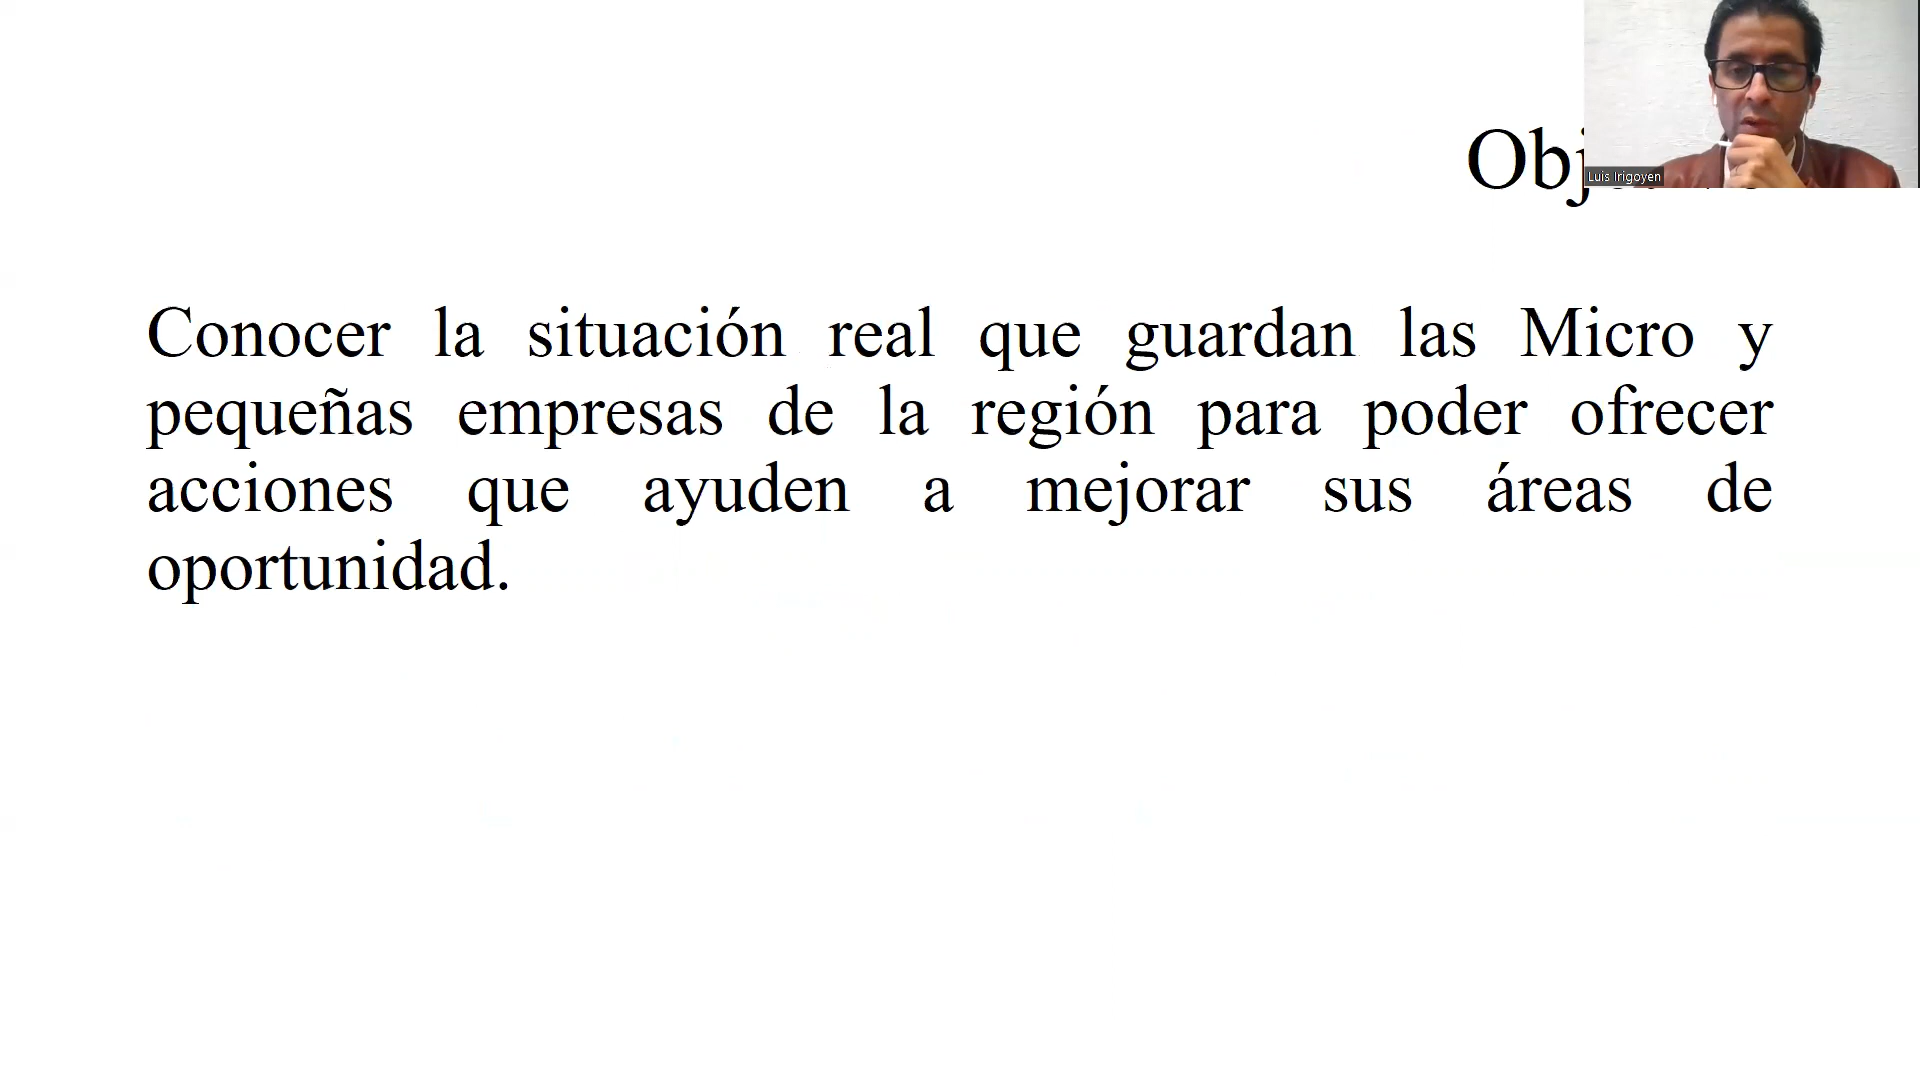 Luis Irigoyen
Conocer la situación real que guardan las Micro y
pequeñas empresas de la región para poder ofrecer
acciones que ayuden a mejorar sus áreas de
oportunidad.